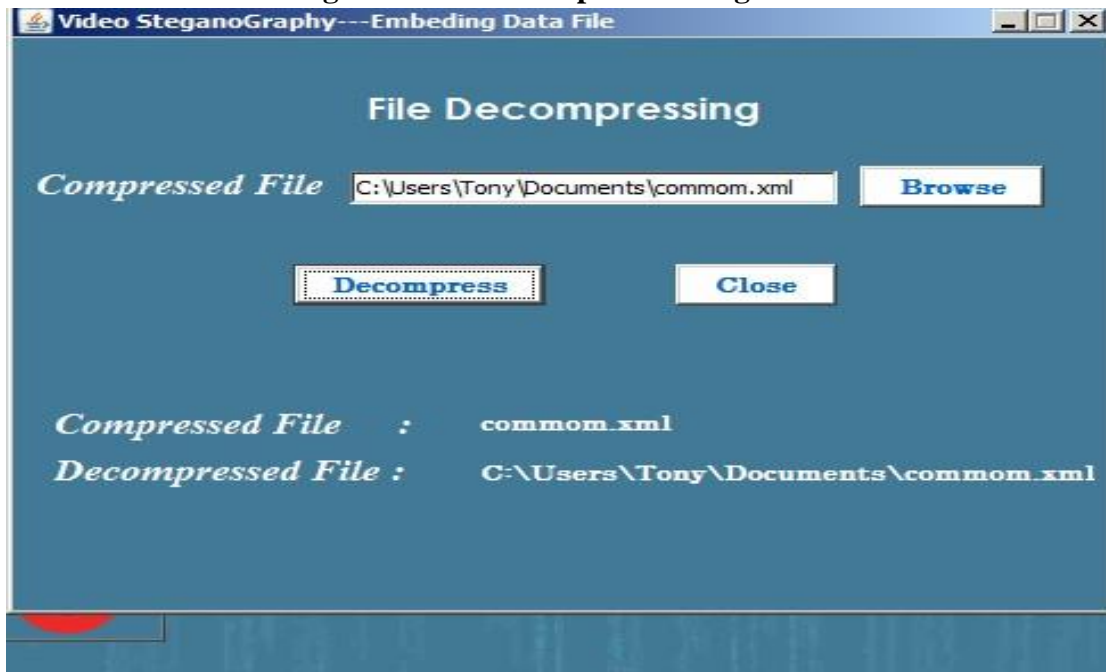 Video SteganoGraphy---Embeding Data File
File Decompressing
Compressed File C:\Users\Tony\Documents\commom.xml Browse
Decompress Close
Compressed File : commom.xml
Decompressed File : C:\Users\Tony\Documents\commom.xml